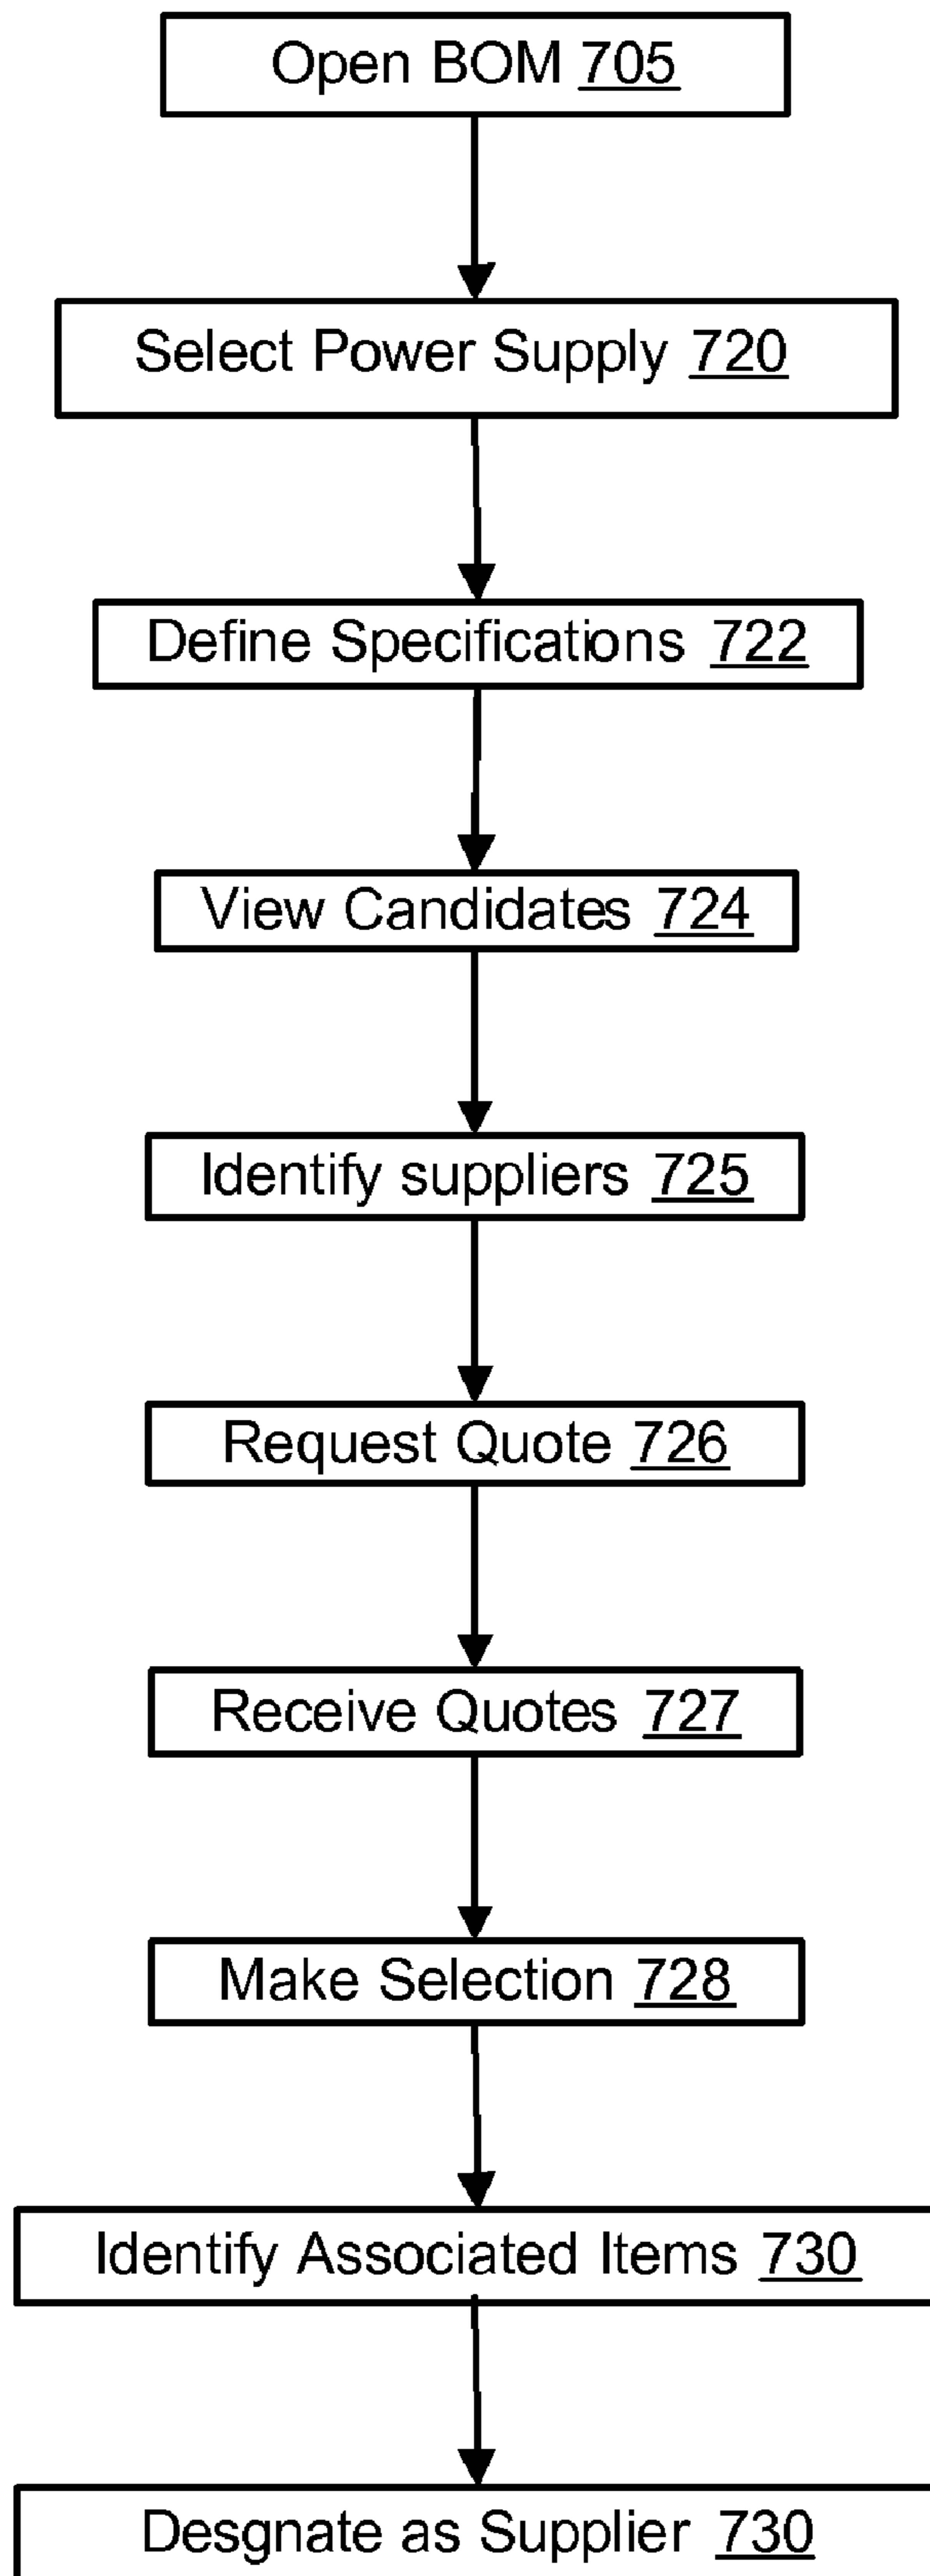 Open BOM 705
Select Power Supply 720
Define Specifications 722
View Candidates 724
Identify suppliers 725
Request Quote 726
Receive Quotes 727
Make Selection 728
Identify Associated Items 730
Desgnate as Supplier 730